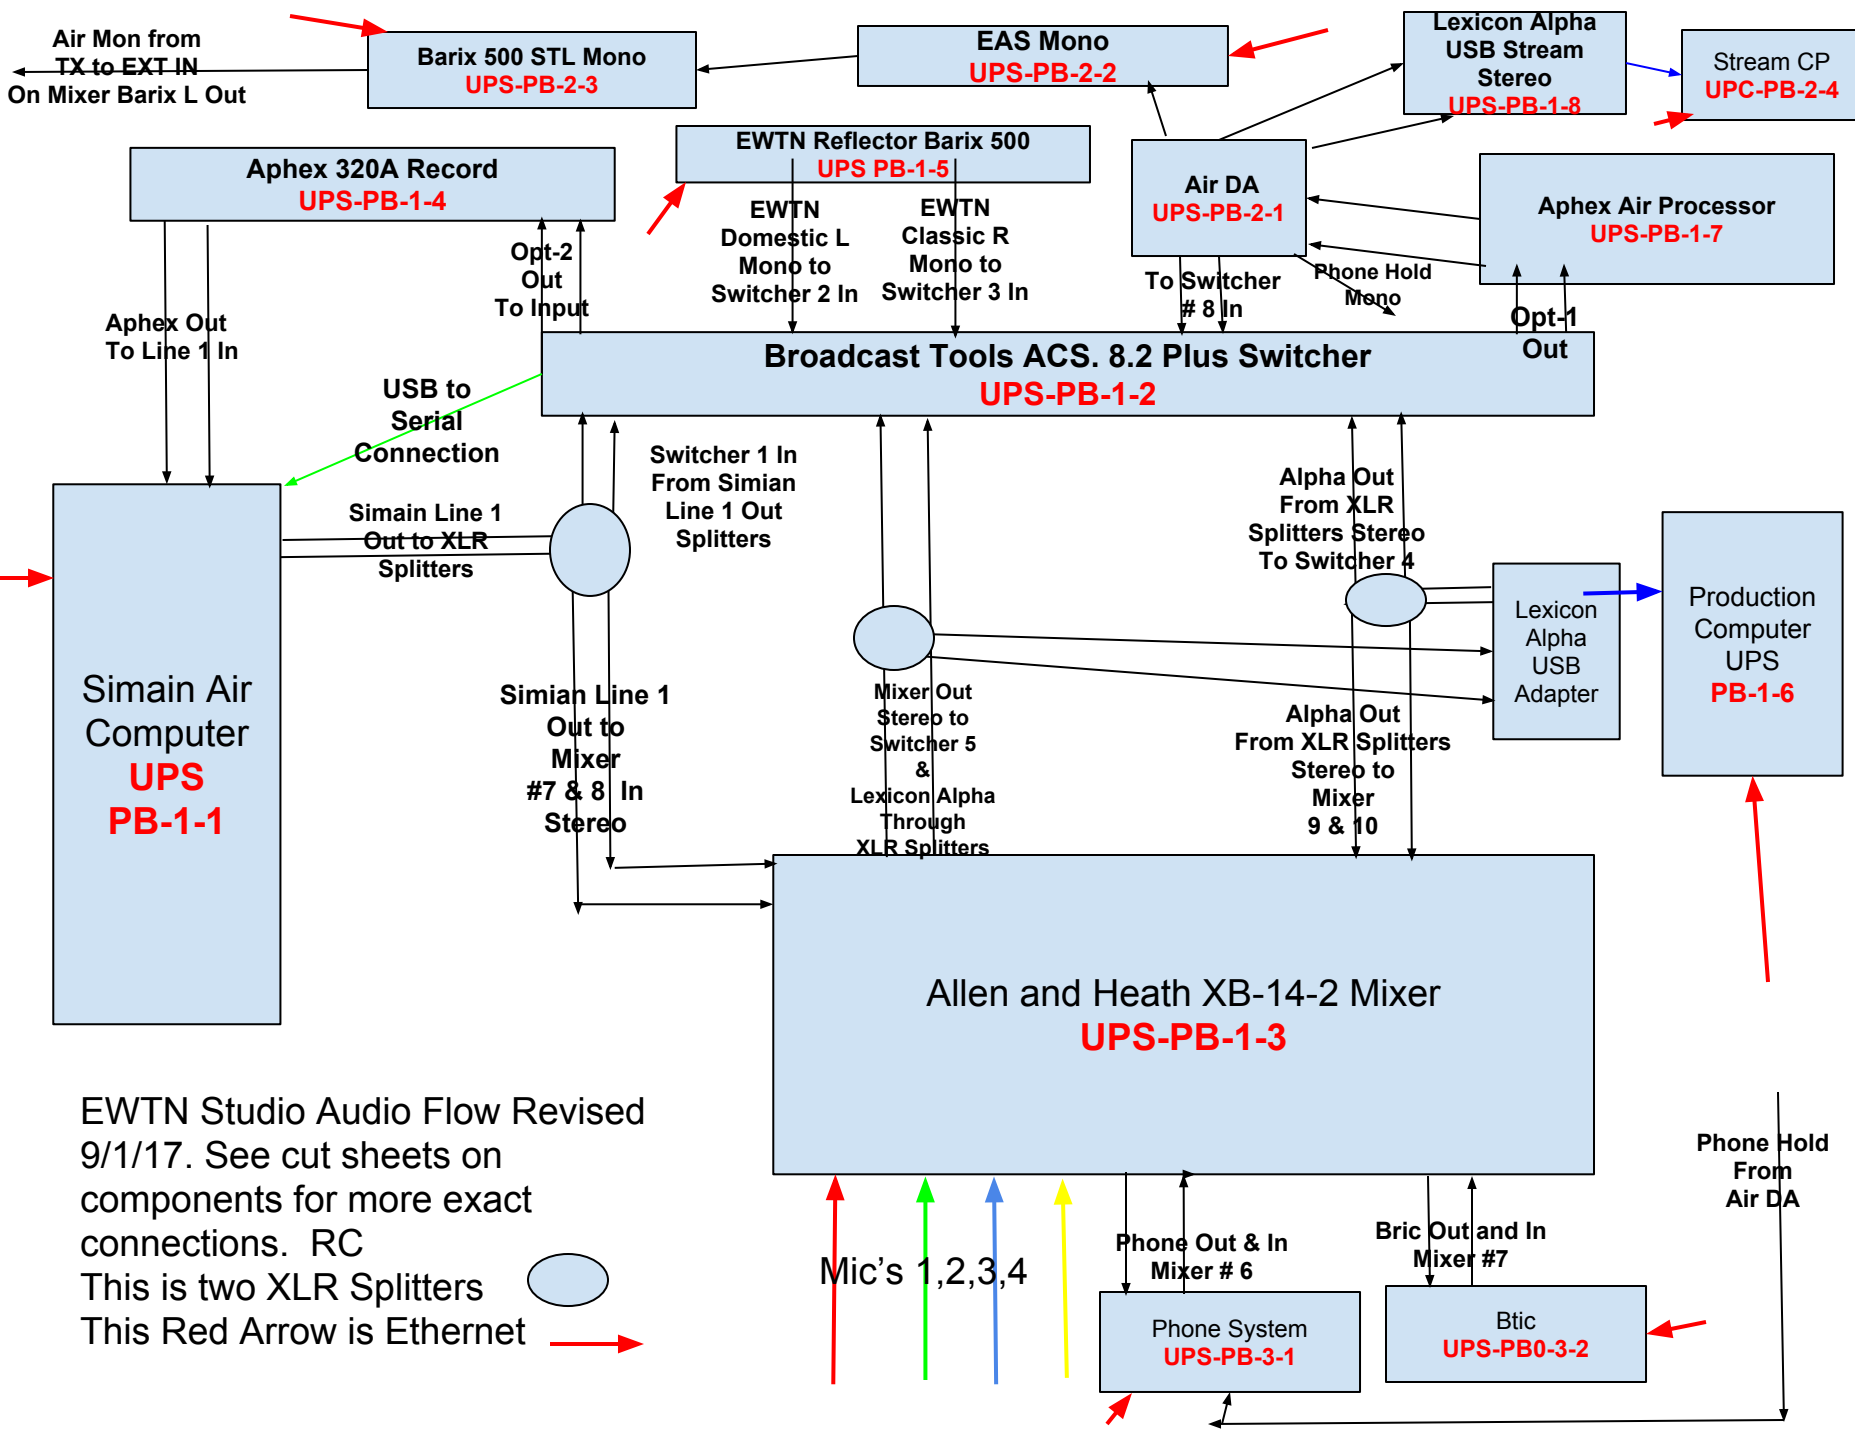 Air Mon from
TX to EXT IN
On Mixer Barix L Out
Barix 500 STL Mono
UPS-PB-2-3
EAS Mono
UPS-PB-2-2
Lexicon Alpha
USB Stream
Stereo
UPS-PB-1-8
Stream CP
UPC-PB-2-4
Aphex 320A Record
UPS-PB-1-4
EWTN Reflector Barix 500
UPS PB-1-5
Air DA
UPS-PB-2-1
Aphex Air Processor
UPS-PB-1-7
Opt-2
Out
To Input
EWTN
Domestic L
Mono to
Switcher 2 In
EWTN
Classic R
Mono to
Switcher 3 In
To Switcher
# 8 In
Phone Hold
Mono
Opt-1
Out
Aphex Out
To Line 1 In
Broadcast Tools ACS. 8.2 Plus Switcher
UPS-PB-1-2
USB to
Serial
Connection
Switcher 1 In
From Simian
Line 1 Out
Splitters
Alpha Out
From XLR
Splitters Stereo
To Switcher 4
Simain Line 1
Out to XLR
Splitters
Simain Air
Computer
UPS
PB-1-1
Lexicon
Alpha
USB
Adapter
Production
Computer
UPS
PB-1-6
Simian Line 1
Out to
Mixer
#7 & 8  In
Stereo
Mixer Out
Stereo to
Switcher 5
&
Lexicon Alpha
Through
XLR Splitters
Alpha Out
From XLR Splitters
Stereo to
Mixer
9 & 10
Allen and Heath XB-14-2 Mixer
UPS-PB-1-3
EWTN Studio Audio Flow Revised
9/1/17. See cut sheets on
components for more exact
connections.  RC
This is two XLR Splitters
This Red Arrow is Ethernet
Mic's 1,2,3,4
Phone Out & In
Mixer # 6
Bric Out and In
Mixer #7
Phone Hold
From
Air DA
Phone System
UPS-PB-3-1
Btic
UPS-PB0-3-2